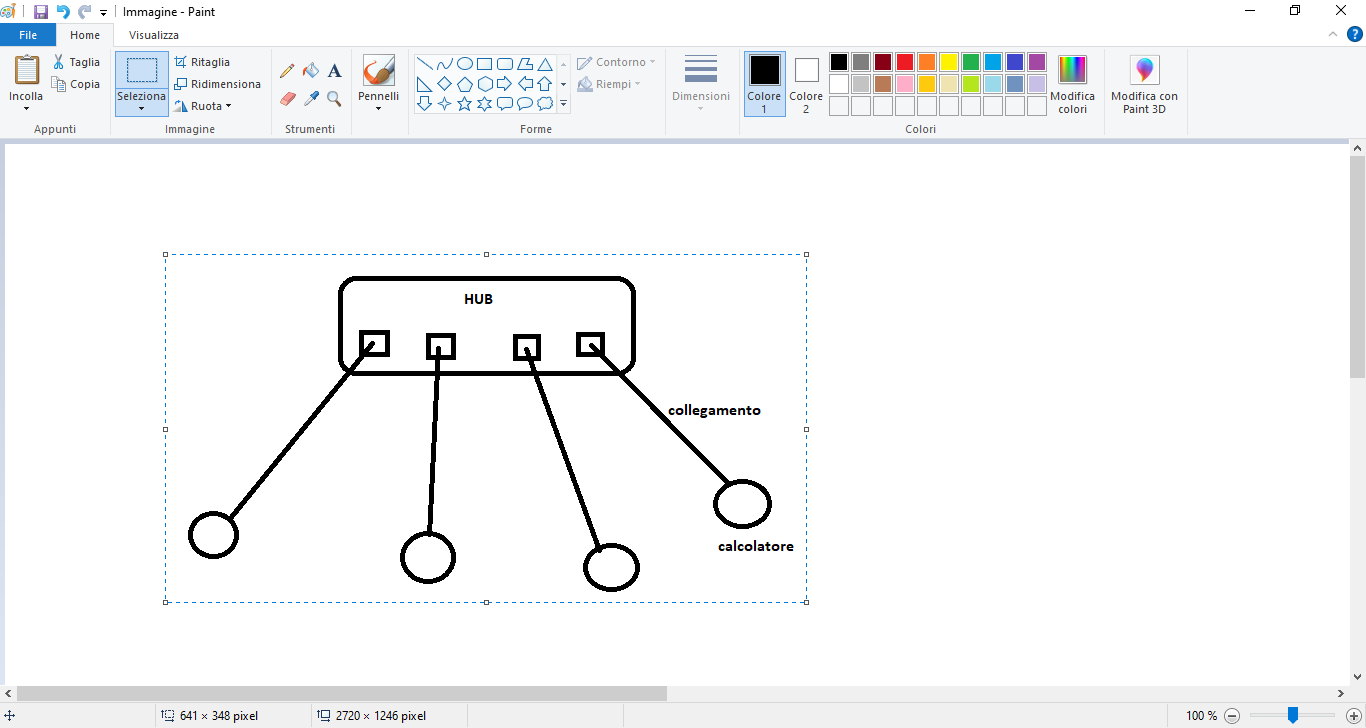 Immagine - Paint
File Home Visualizza
Incolla
Taglia
Copia
Appunti
Seleziona
Ritaglia
Ridimensiona
Ruota
Immagine
A
Strumenti
Pennelli
Forme
Contorno
Riempi
Dimensioni
Colore
1
Colore
2
Modifica
colori
Colori
Modifica con
Paint 3D
?
HUB
collegamento
calcolatore
641 × 348 pixel
2720 × 1246 pixel
100 %